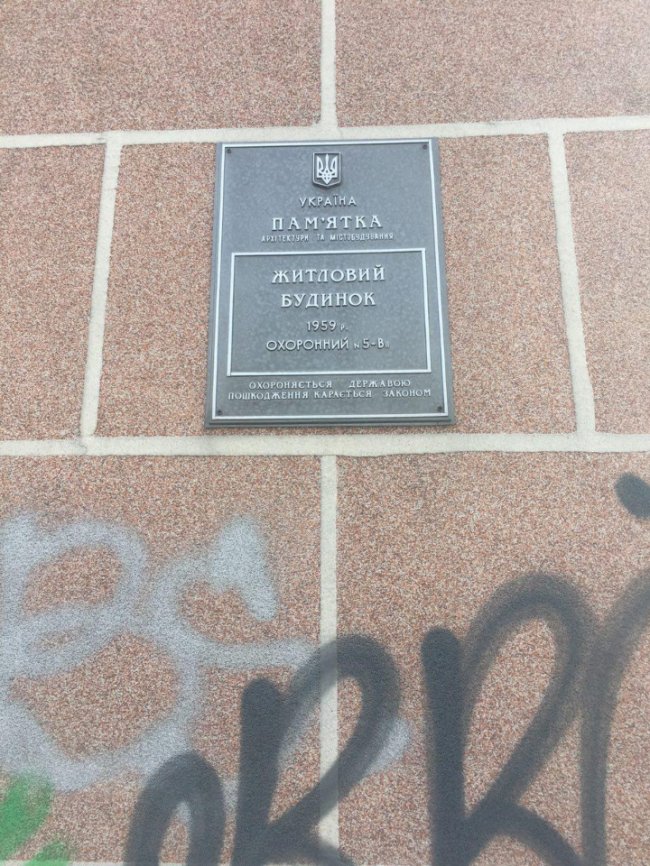 УКРАЇНА
ПАМ'ЯТКА
АРХІТЕКТУРИ ТА МІСТОБУДУВАННЯ
ЖИТЛОВИЙ
БУДИНОК
1959 р.
ОХОРОННИЙ № 5-Вн
ОХОРОНЯЄТЬСЯ ДЕРЖАВОЮ
ПОШКОДЖЕННЯ КАРАЄТЬСЯ ЗАКОНОМ